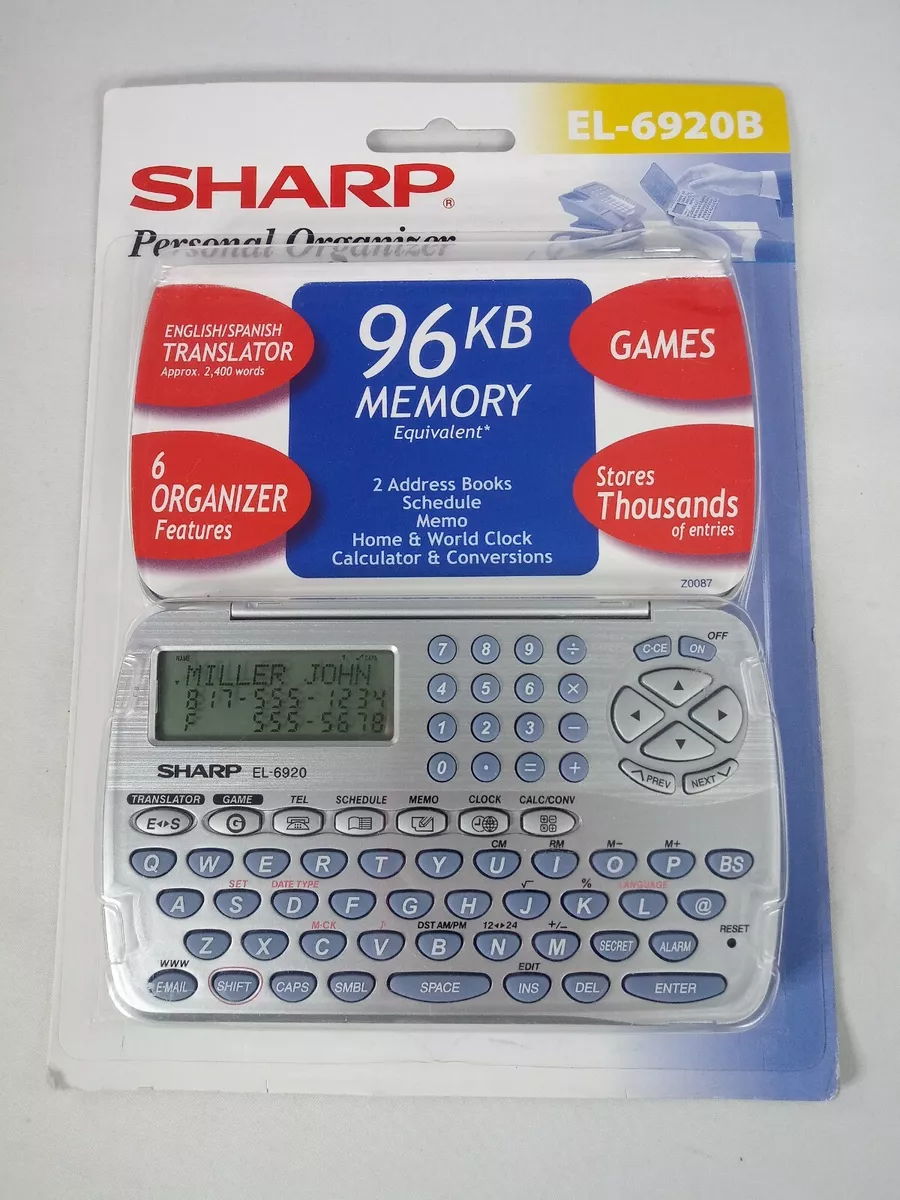 EL-6920B
SHARP®
Personal Organizer
ENGLISH/SPANISH
TRANSLATOR
Approx. 2,400 words
96 KB
MEMORY
Equivalent*
GAMES
6
ORGANIZER
Features
2 Address Books
Schedule
Memo
Home & World Clock
Calculator & Conversions
Stores
Thousands
of entries
Z0087
NAME
MILLER JOHN
817-555-1234
F 555-5678
SHARP EL-6920
7 8 9 ÷
4 5 6 ×
1 2 3 −
0 • = +
OFF
C·CE ON
PREV NEXT
TRANSLATOR GAME TEL SCHEDULE MEMO CLOCK CALC/CONV
E◂▸S G
CM RM M− M+
Q W E R T Y U I O P BS
SET DATE TYPE √ % LANGUAGE
A S D F G H J K L @
M-CK ♪ DST AM/PM 12◂▸24 +/−
Z X C V B N M SECRET ALARM
RESET
WWW EDIT
E-MAIL SHIFT CAPS SMBL SPACE INS DEL ENTER